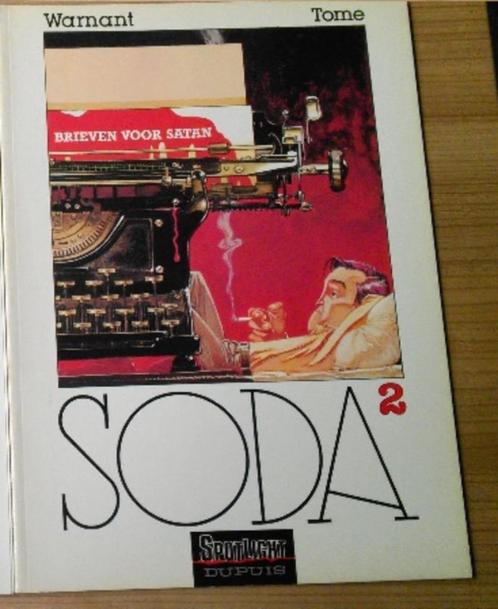 Warnant Tome
BRIEVEN VOOR SATAN
SODA 2
SPOTLIGHT
DUPUIS